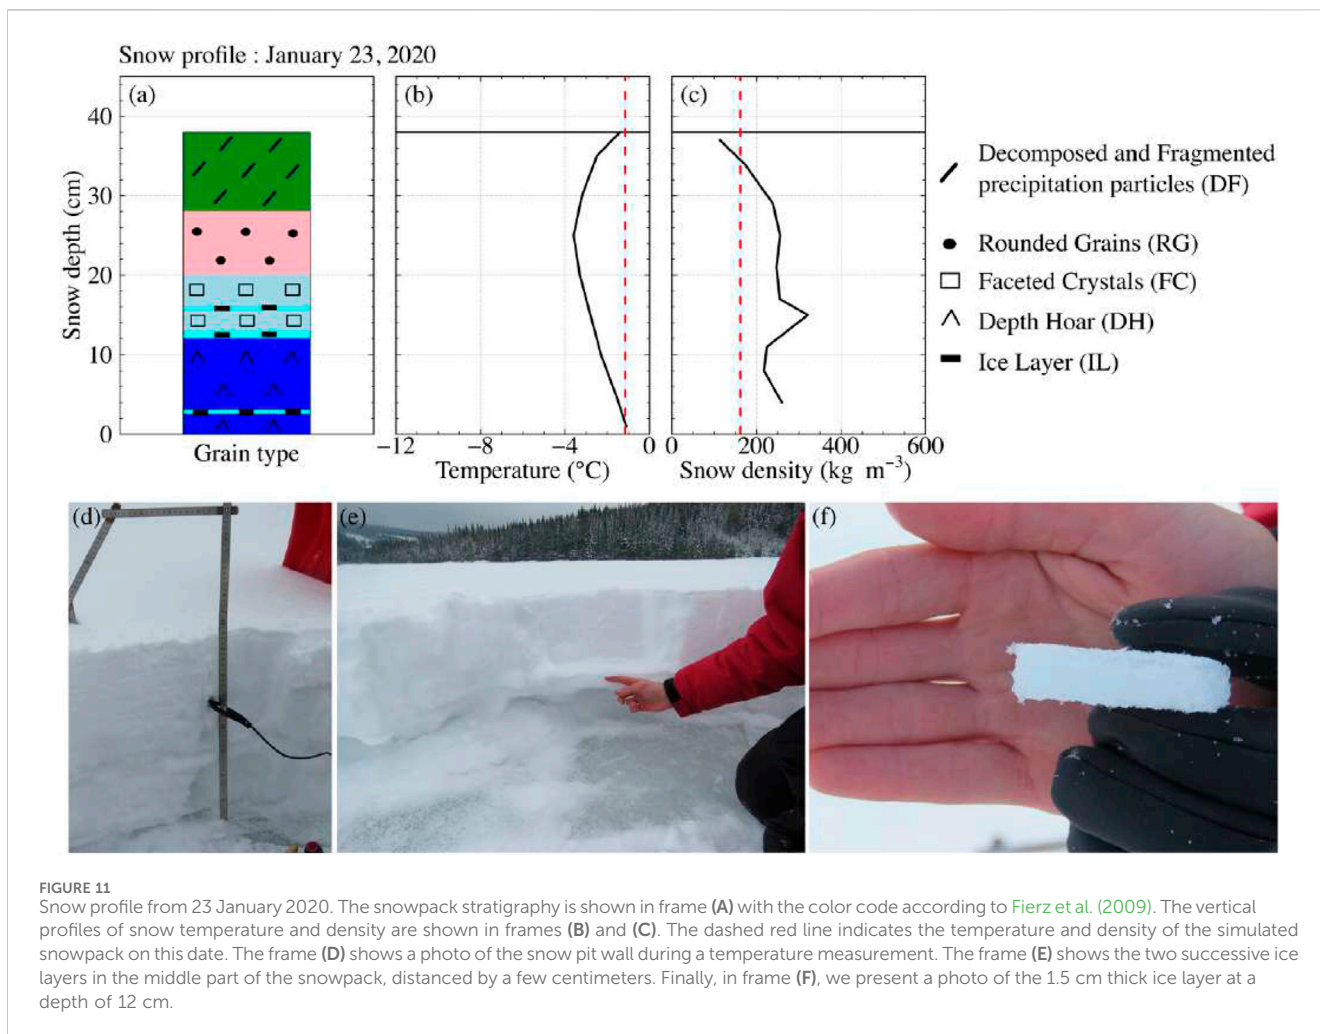 Snow profile : January 23, 2020
(a)
(b)
(c)
Snow depth (cm)
40
30
20
10
0
Grain type
−12
−8
−4
0
Temperature (°C)
0
200
400
600
Snow density (kg m⁻³)
Decomposed and Fragmented
precipitation particles (DF)
Rounded Grains (RG)
Faceted Crystals (FC)
Depth Hoar (DH)
Ice Layer (IL)
(d)
(e)
(f)
FIGURE 11
Snow profile from 23 January 2020. The snowpack stratigraphy is shown in frame (A) with the color code according to Fierz et al. (2009). The vertical
profiles of snow temperature and density are shown in frames (B) and (C). The dashed red line indicates the temperature and density of the simulated
snowpack on this date. The frame (D) shows a photo of the snow pit wall during a temperature measurement. The frame (E) shows the two successive ice
layers in the middle part of the snowpack, distanced by a few centimeters. Finally, in frame (F), we present a photo of the 1.5 cm thick ice layer at a
depth of 12 cm.